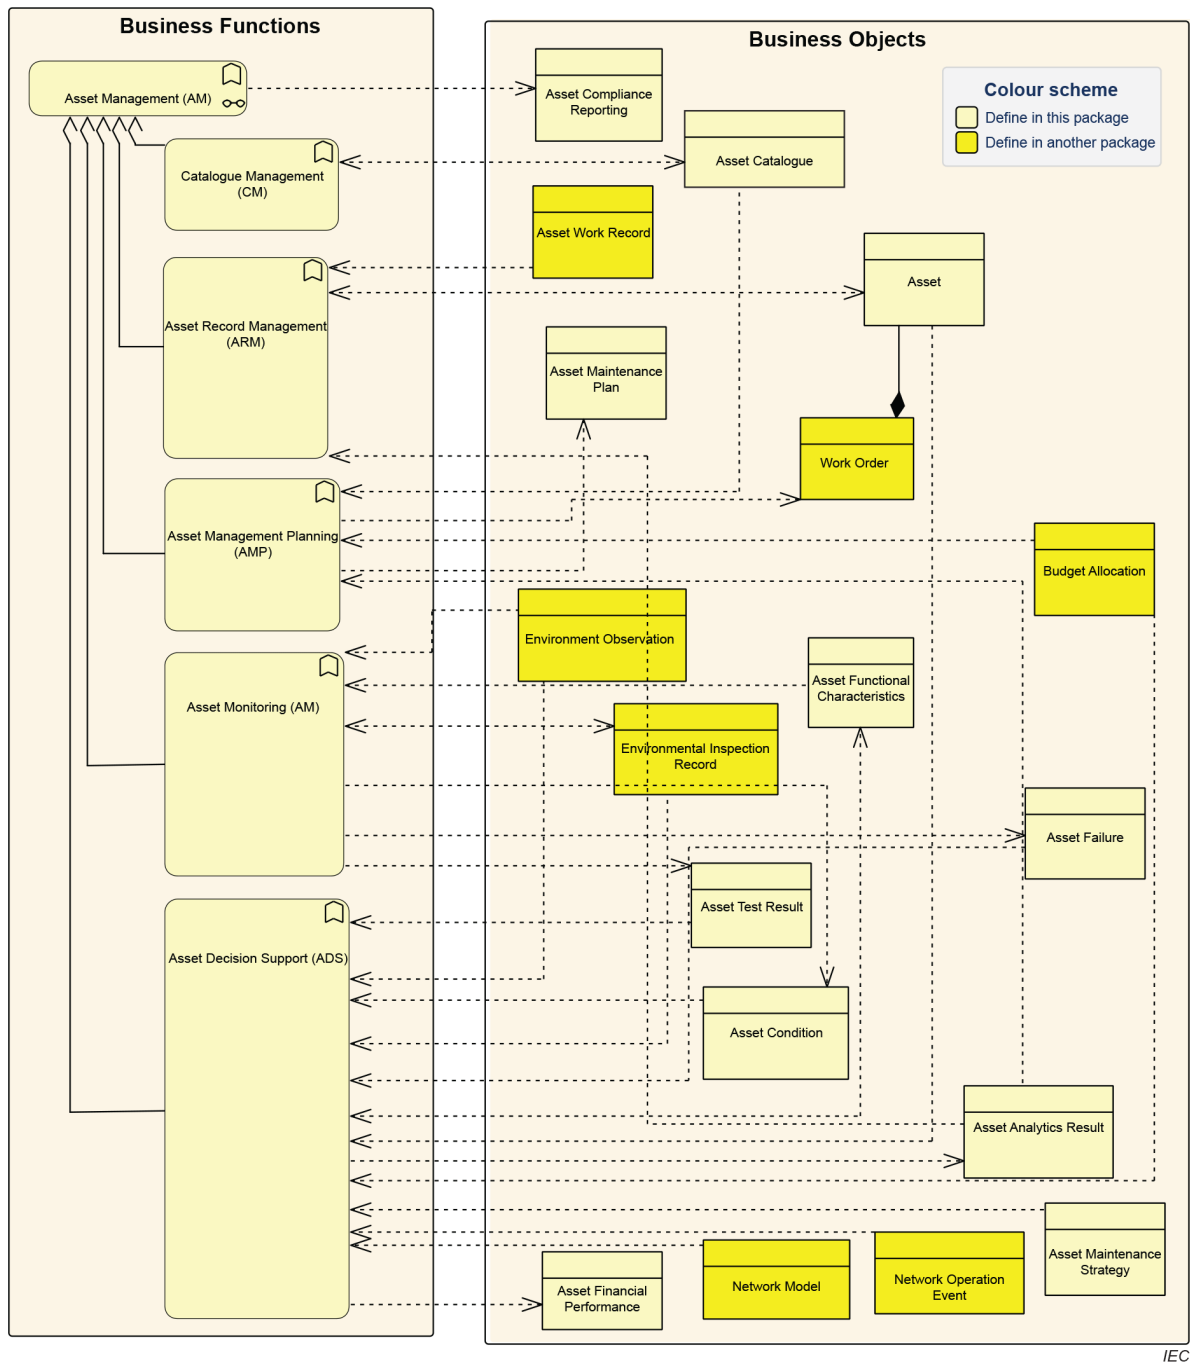 Business Functions
Business Objects
Colour scheme
Define in this package
Define in another package
Asset Management (AM)
Asset Compliance
Reporting
Asset Catalogue
Catalogue Management
(CM)
Asset Work Record
Asset
Asset Record Management
(ARM)
Asset Maintenance
Plan
Work Order
Asset Management Planning
(AMP)
Budget Allocation
Environment Observation
Asset Functional
Characteristics
Asset Monitoring (AM)
Environmental Inspection
Record
Asset Failure
Asset Test Result
Asset Decision Support (ADS)
Asset Condition
Asset Analytics Result
Asset Maintenance
Strategy
Network Operation
Event
Network Model
Asset Financial
Performance
IEC